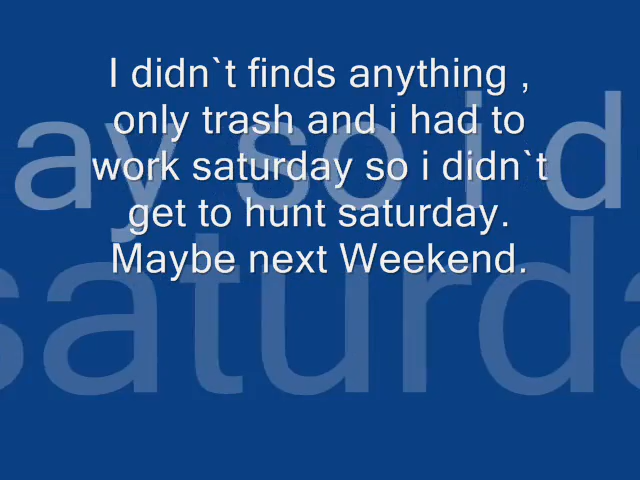 I didn`t finds anything ,
only trash and i had to
work saturday so i didn`t
get to hunt saturday.
Maybe next Weekend.
ay so i d
saturda